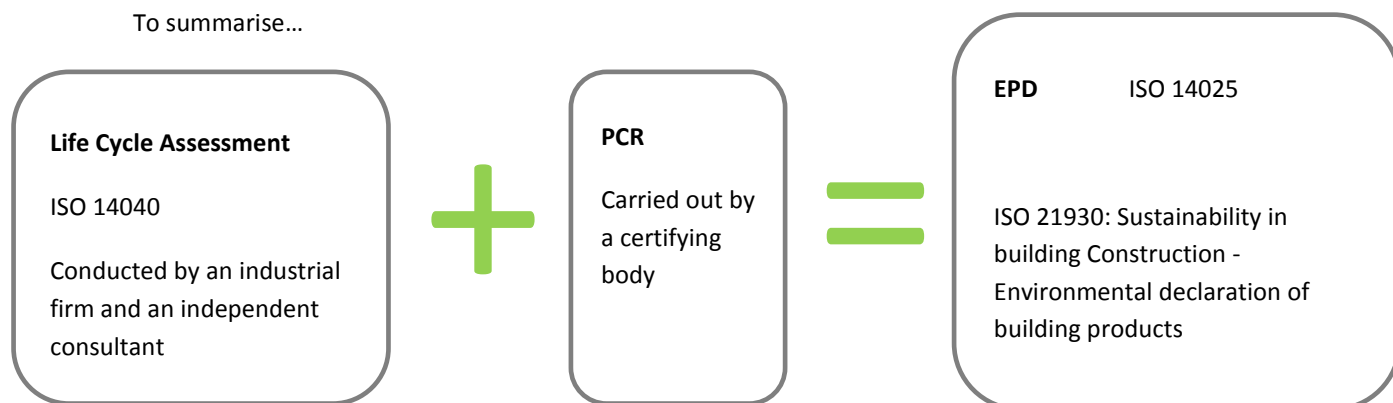 To summarise…
Life Cycle Assessment
ISO 14040
Conducted by an industrial
firm and an independent
consultant
PCR
Carried out by
a certifying
body
EPD ISO 14025
ISO 21930: Sustainability in
building Construction -
Environmental declaration of
building products